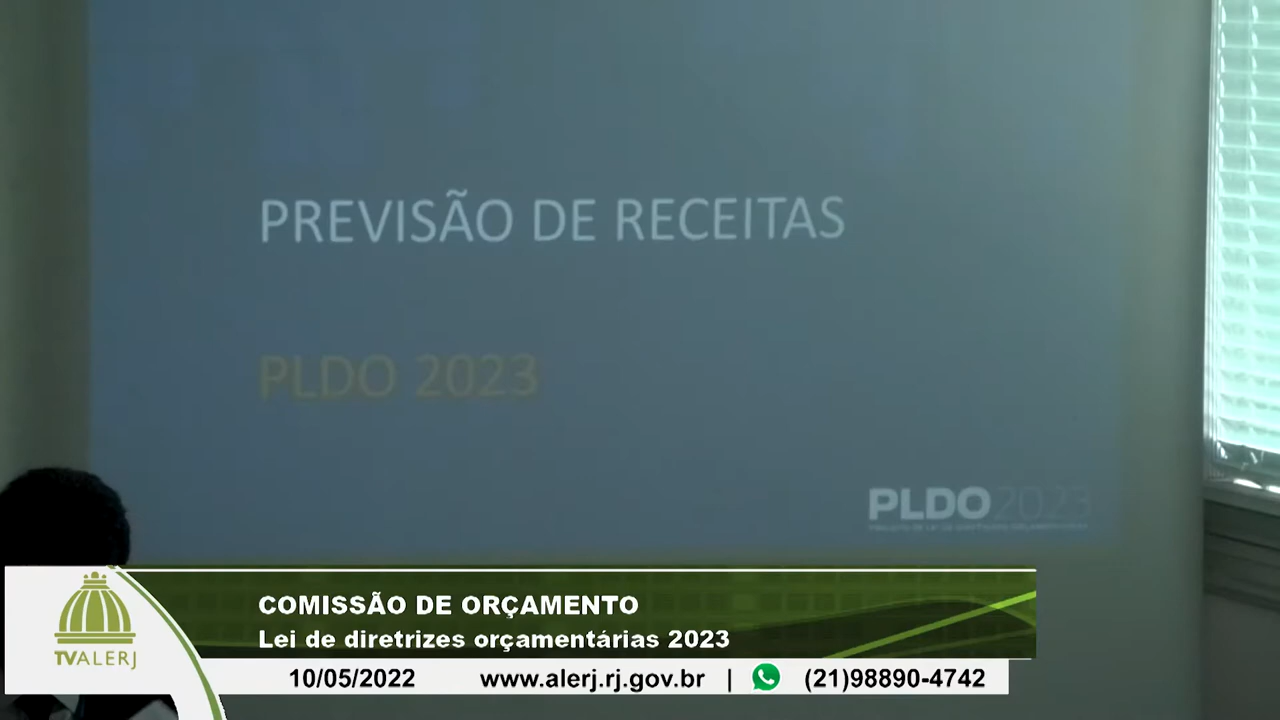 PREVISÃO DE RECEITAS
PLDO 2023
PLDO2023
COMISSÃO DE ORÇAMENTO
Lei de diretrizes orçamentárias 2023
TVALERJ
10/05/2022 www.alerj.rj.gov.br | (21)98890-4742